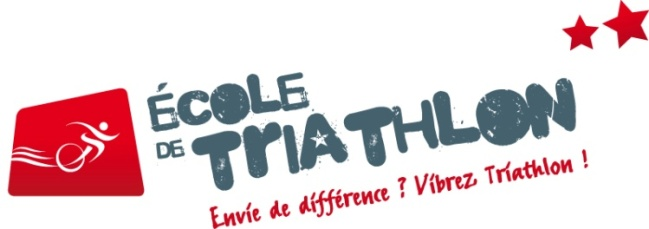 ÉCOLE
DE TRIATHLON
Envie de différence ? Vibrez Triathlon !